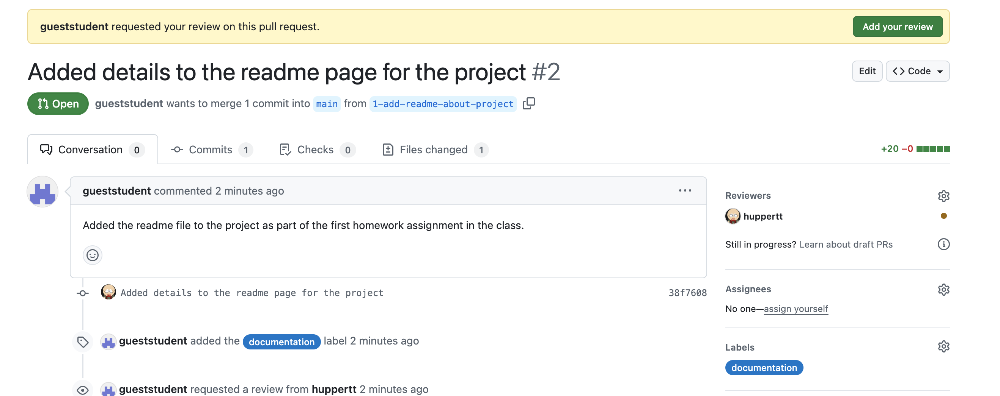 gueststudent requested your review on this pull request.
Add your review
Added details to the readme page for the project #2
Edit
Code
Open
gueststudent wants to merge 1 commit into main from 1-add-readme-about-project
Conversation 0
Commits 1
Checks 0
Files changed 1
+20 −0
gueststudent commented 2 minutes ago
Added the readme file to the project as part of the first homework assignment in the class.
Added details to the readme page for the project
38f7608
gueststudent added the documentation label 2 minutes ago
gueststudent requested a review from huppertt 2 minutes ago
Reviewers
huppertt
Still in progress? Learn about draft PRs
Assignees
No one—assign yourself
Labels
documentation